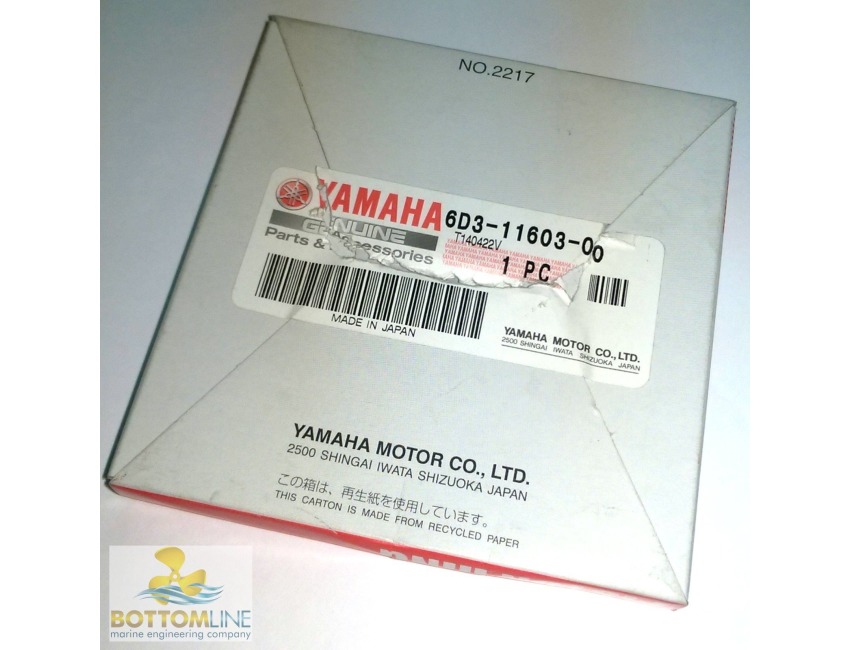 NO.2217
YAMAHA
6D3-11603-00
GENUINE
T140422V
Parts & Accessories
1 PC
MADE IN JAPAN
YAMAHA MOTOR CO.,LTD.
2500 SHINGAI IWATA SHIZUOKA JAPAN
YAMAHA MOTOR CO., LTD.
2500 SHINGAI IWATA SHIZUOKA JAPAN
この箱は、再生紙を使用しています。
THIS CARTON IS MADE FROM RECYCLED PAPER
BOTTOMLINE
marine engineering company